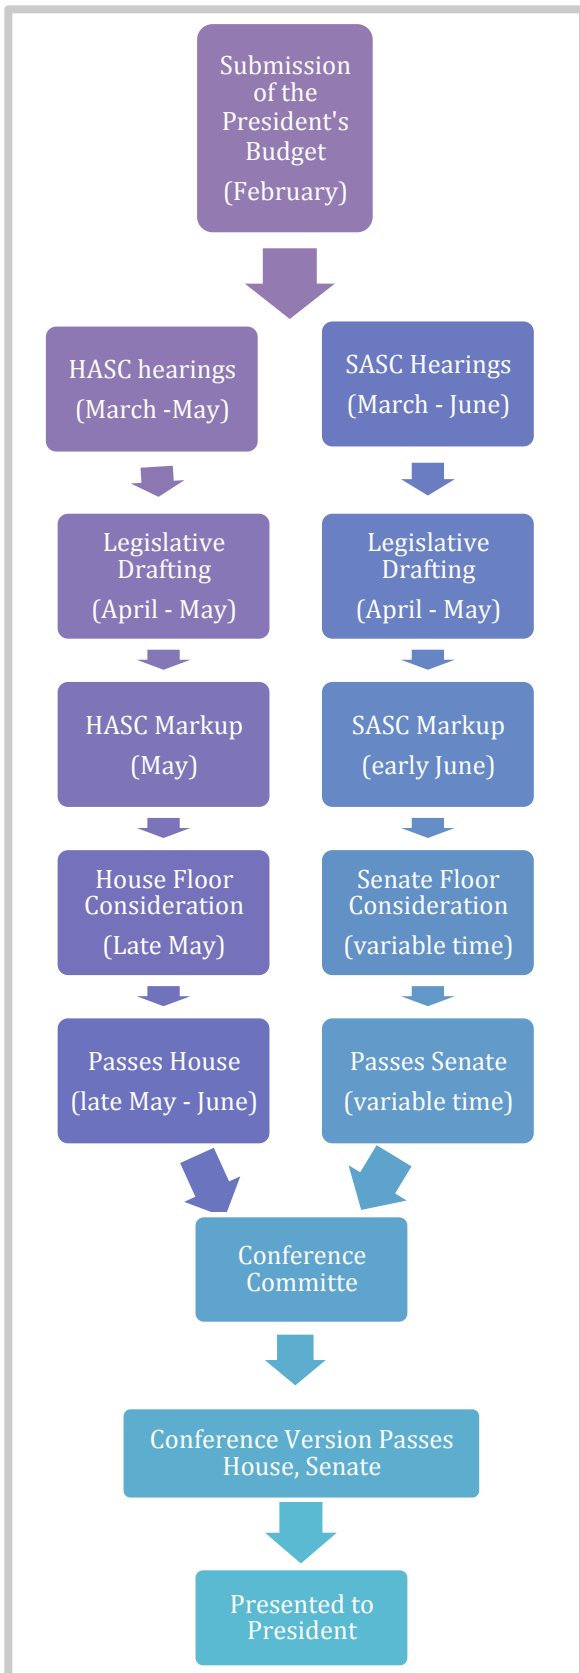 Submission
of the
President's
Budget
(February)
HASC hearings
(March -May)
SASC Hearings
(March - June)
Legislative
Drafting
(April - May)
Legislative
Drafting
(April - May)
HASC Markup
(May)
SASC Markup
(early June)
House Floor
Consideration
(Late May)
Senate Floor
Consideration
(variable time)
Passes House
(late May - June)
Passes Senate
(variable time)
Conference
Committe
Conference Version Passes
House, Senate
Presented to
President